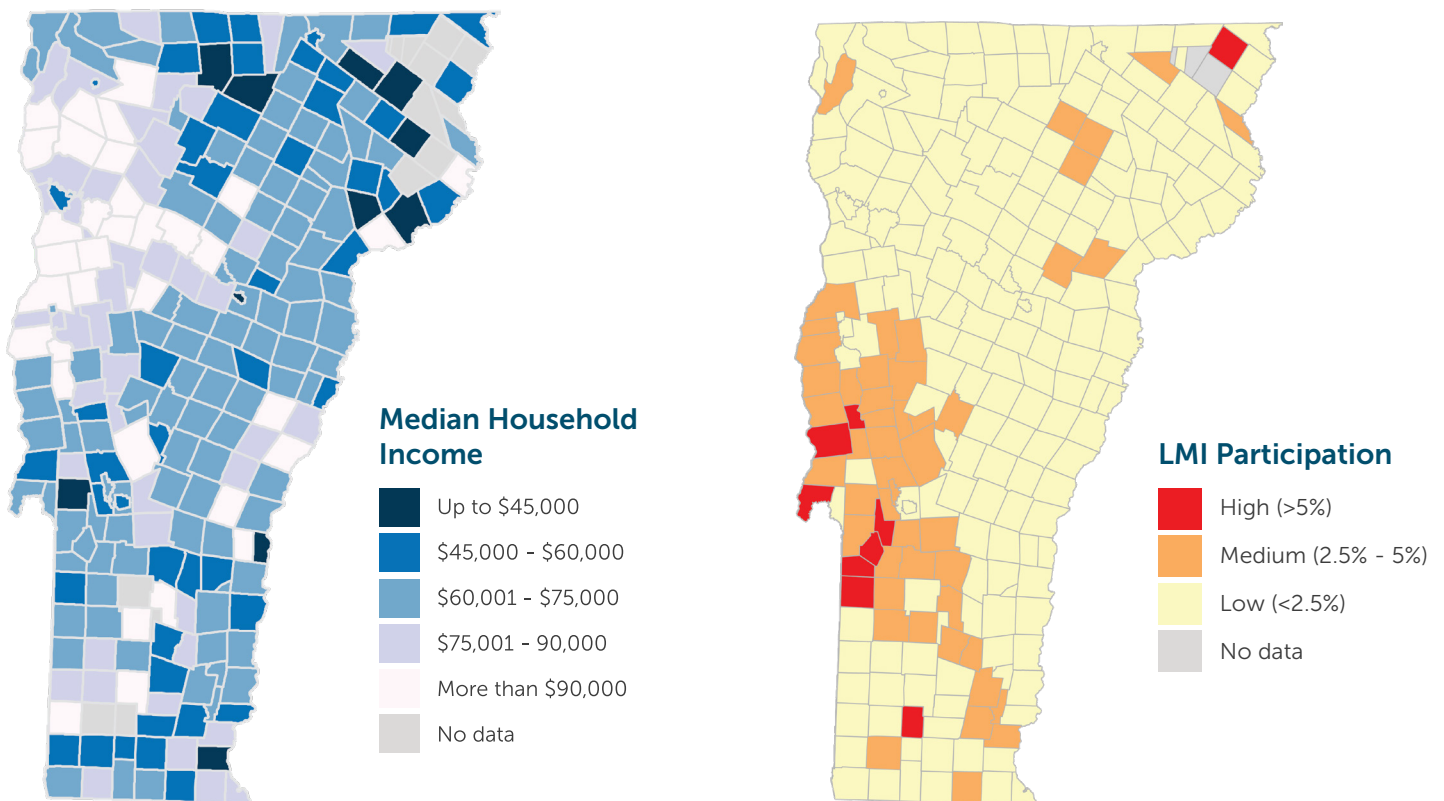 Median Household
Income
Up to $45,000
$45,000 - $60,000
$60,001 - $75,000
$75,001 - 90,000
More than $90,000
No data
LMI Participation
High (>5%)
Medium (2.5% - 5%)
Low (<2.5%)
No data